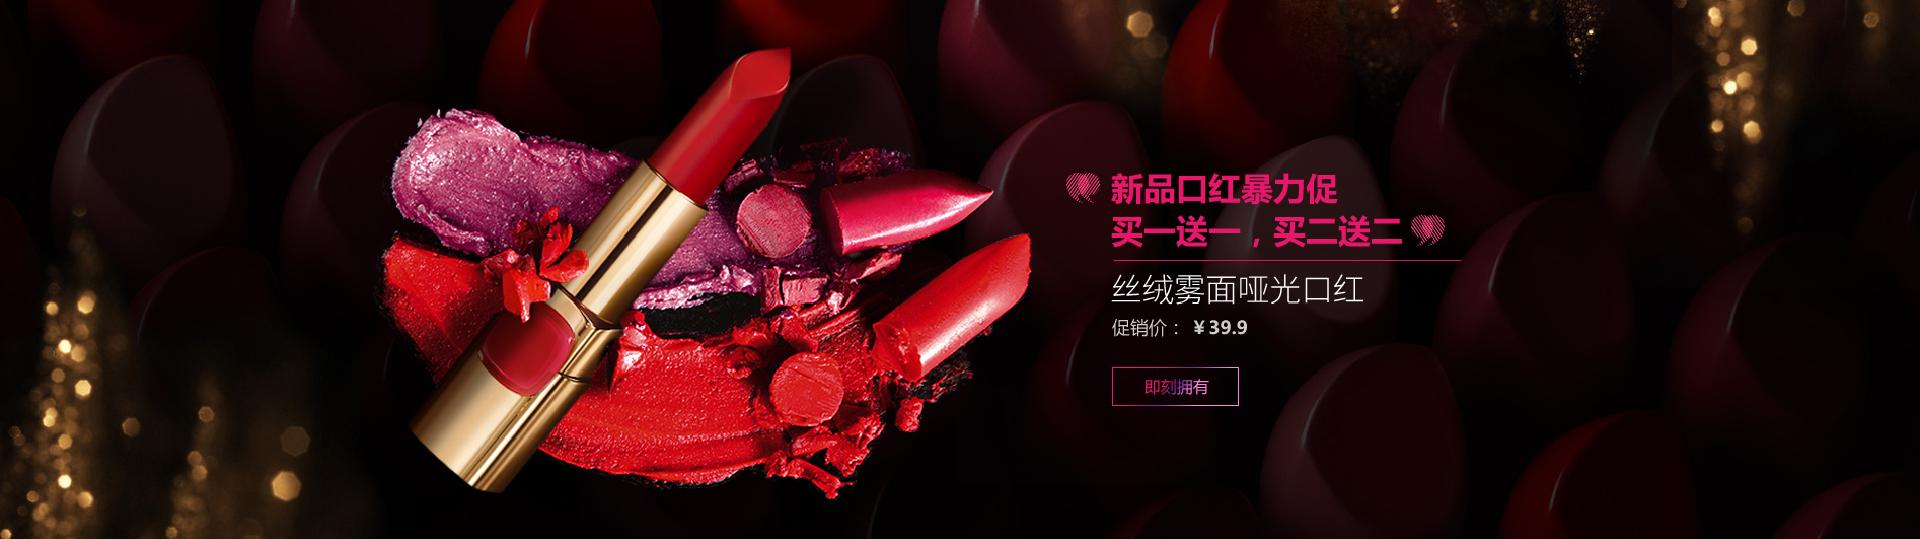 新品口红暴力促
买一送一，买二送二
丝绒雾面哑光口红
促销价： ¥39.9
即刻拥有